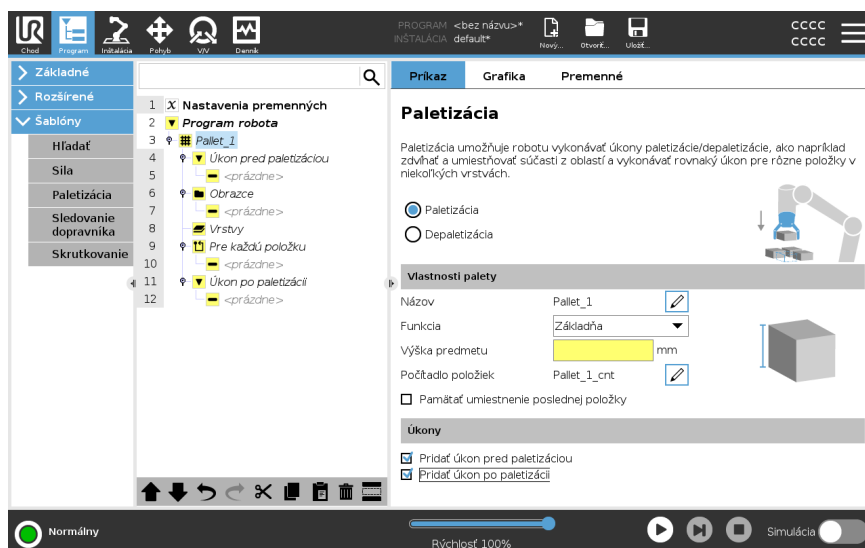 UR
Chod
Program
Inštalácia
Pohyb
V/V
Denník
PROGRAM <bez názvu>*
INŠTALÁCIA default*
Nový...
Otvoriť...
Uložiť...
cccc
cccc
Základné
Rozšírené
Šablóny
Hľadať
Sila
Paletizácia
Sledovanie
dopravníka
Skrutkovanie
1 X Nastavenia premenných
2 Program robota
3 Pallet_1
4 Úkon pred paletizáciou
5 <prázdne>
6 Obrazce
7 <prázdne>
8 Vrstvy
9 Pre každú položku
10 <prázdne>
11 Úkon po paletizácii
12 <prázdne>
Príkaz
Grafika
Premenné
Paletizácia
Paletizácia umožňuje robotu vykonávať úkony paletizácie/depaletizácie, ako napríklad
zdvíhať a umiestňovať súčasti z oblastí a vykonávať rovnaký úkon pre rôzne položky v
niekoľkých vrstvách.
Paletizácia
Depaletizácia
Vlastnosti palety
Názov Pallet_1
Funkcia Základňa
Výška predmetu mm
Počítadlo položiek Pallet_1_cnt
Pamätať umiestnenie poslednej položky
Úkony
Pridať úkon pred paletizáciou
Pridať úkon po paletizácii
Normálny
Rýchlosť 100%
Simulácia